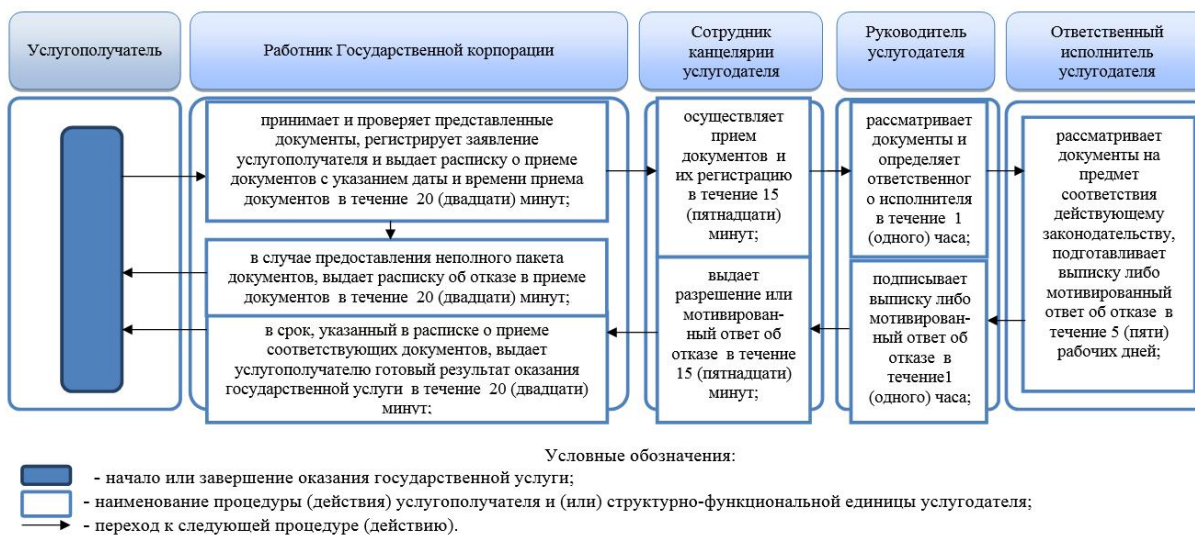 Услугополучатель
Работник Государственной корпорации
Сотрудник
канцелярии
услугодателя
Руководитель
услугодателя
Ответственный
исполнитель
услугодателя
принимает и проверяет представленные
документы, регистрирует заявление
услугополучателя и выдает расписку о приеме
документов с указанием даты и времени приема
документов в течение 20 (двадцати) минут;
в случае предоставления неполного пакета
документов, выдает расписку об отказе в приеме
документов в течение 20 (двадцати) минут;
в срок, указанный в расписке о приеме
соответствующих документов, выдает
услугополучателю готовый результат оказания
государственной услуги в течение 20 (двадцати)
минут;
осуществляет
прием
документов и
их регистрацию
в течение 15
(пятнадцати)
минут;
выдает
разрешение или
мотивирован-
ный ответ об
отказе в течение
15 (пятнадцати)
минут;
рассматривает
документы и
определяет
ответственног
о исполнителя
в течение 1
(одного) часа;
подписывает
выписку либо
мотивирован-
ный ответ об
отказе в
течение1
(одного) часа;
рассматривает
документы на
предмет
соответствия
действующему
законодательству,
подготавливает
выписку либо
мотивированный
ответ об отказе в
течение 5 (пяти)
рабочих дней;
Условные обозначения:
- начало или завершение оказания государственной услуги;
- наименование процедуры (действия) услугополучателя и (или) структурно-функциональной единицы услугодателя;
- переход к следующей процедуре (действию).